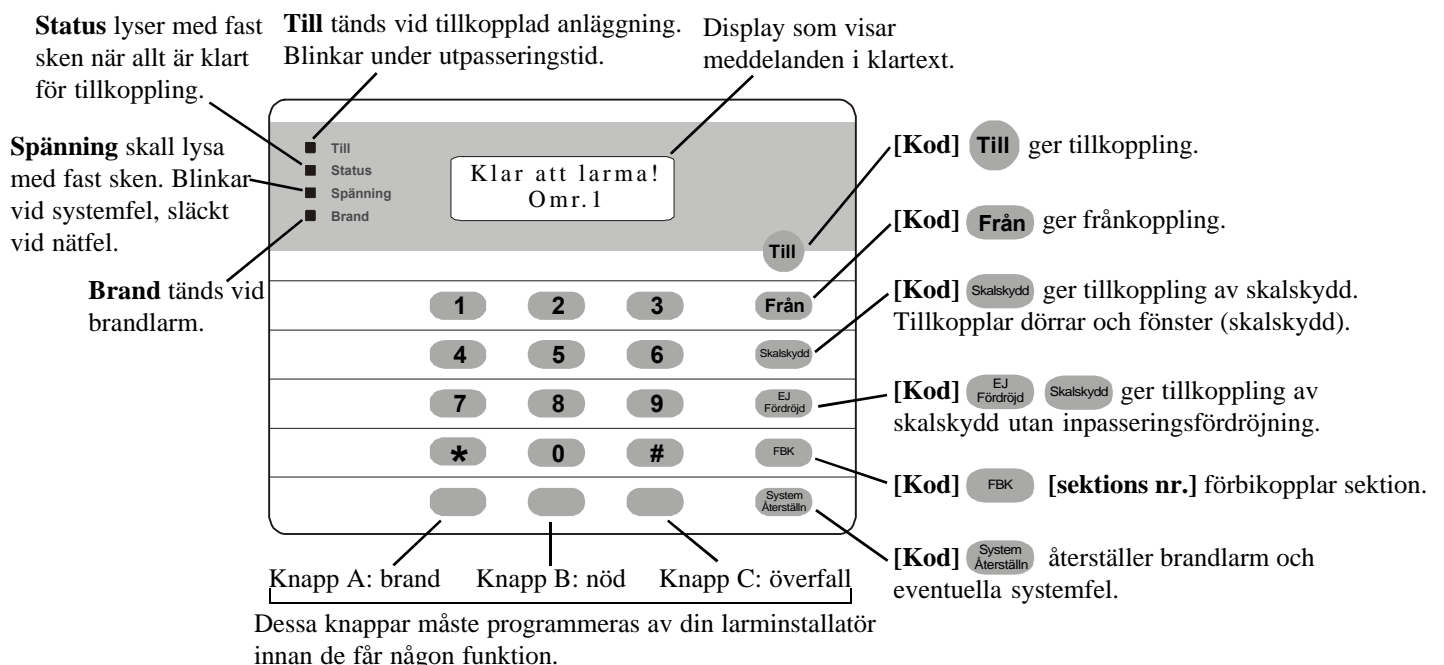 Status lyser med fast
sken när allt är klart
för tillkoppling.
Till tänds vid tillkopplad anläggning.
Blinkar under utpasseringstid.
Display som visar
meddelanden i klartext.
Spänning skall lysa
med fast sken. Blinkar
vid systemfel, släckt
vid nätfel.
Brand tänds vid
brandlarm.
Till
Status
Spänning
Brand
Klar att larma!
Omr.1
Till
1 2 3 Från
4 5 6 Skalskydd
7 8 9 EJ
Fördröjd
* 0 # FBK
System
Återställn
[Kod] Till ger tillkoppling.
[Kod] Från ger frånkoppling.
[Kod] Skalskydd ger tillkoppling av skalskydd.
Tillkopplar dörrar och fönster (skalskydd).
[Kod] EJ Fördröjd Skalskydd ger tillkoppling av
skalskydd utan inpasseringsfördröjning.
[Kod] FBK [sektions nr.] förbikopplar sektion.
[Kod] System Återställn återställer brandlarm och
eventuella systemfel.
Knapp A: brand Knapp B: nöd Knapp C: överfall
Dessa knappar måste programmeras av din larminstallatör
innan de får någon funktion.